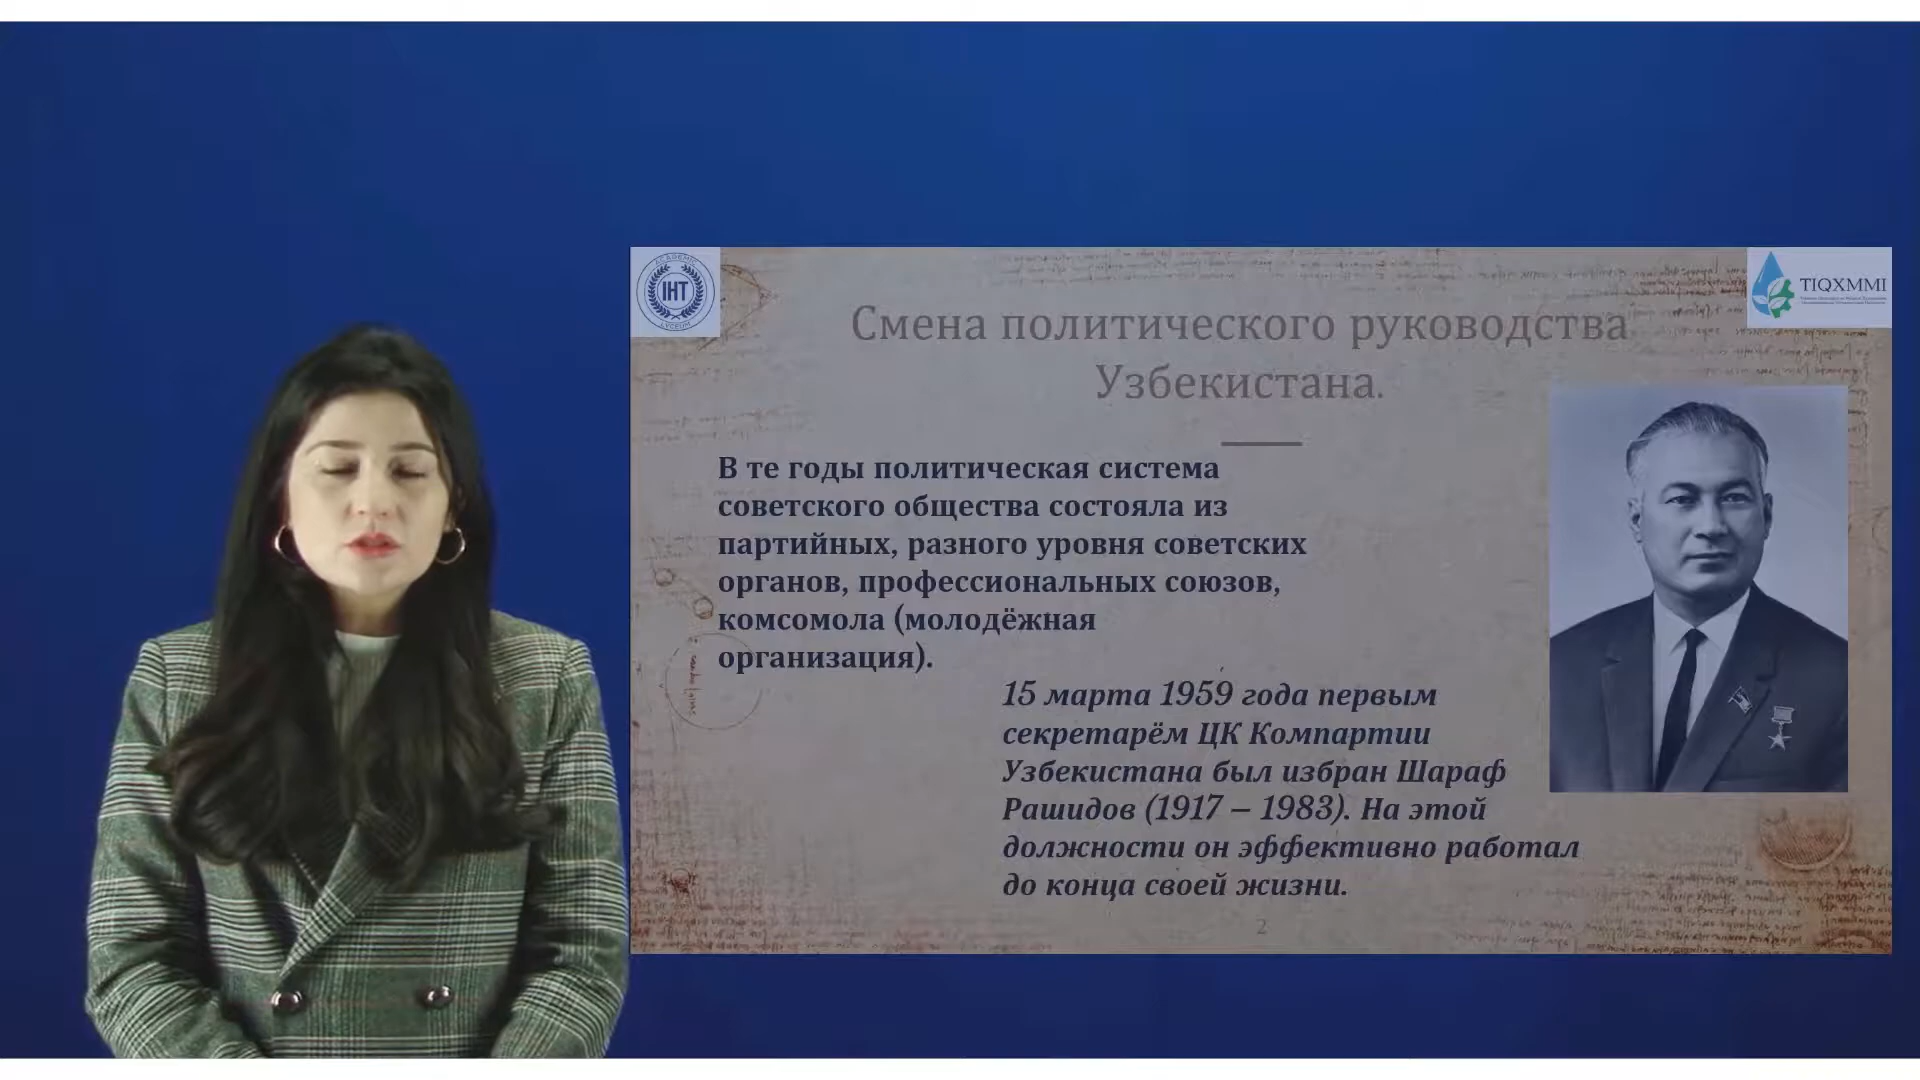 ACADEMIC
IHT
LYCEUM
TIQXMMI
Смена политического руководства
Узбекистана.
В те годы политическая система
советского общества состояла из
партийных, разного уровня советских
органов, профессиональных союзов,
комсомола (молодёжная
организация).
15 марта 1959 года первым
секретарём ЦК Компартии
Узбекистана был избран Шараф
Рашидов (1917 – 1983). На этой
должности он эффективно работал
до конца своей жизни.
2